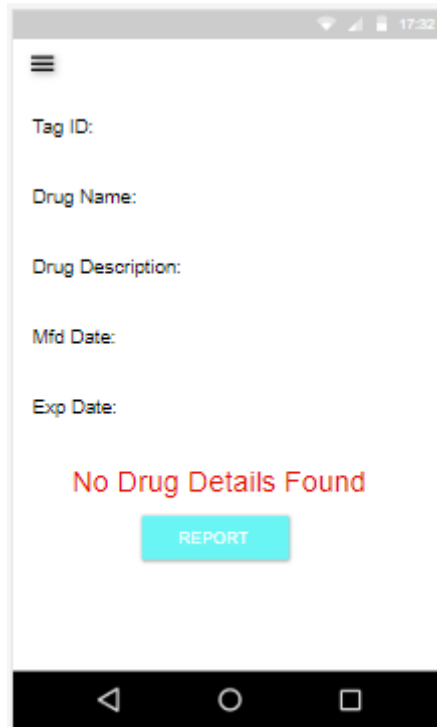 17:32
Tag ID:
Drug Name:
Drug Description:
Mfd Date:
Exp Date:
No Drug Details Found
REPORT